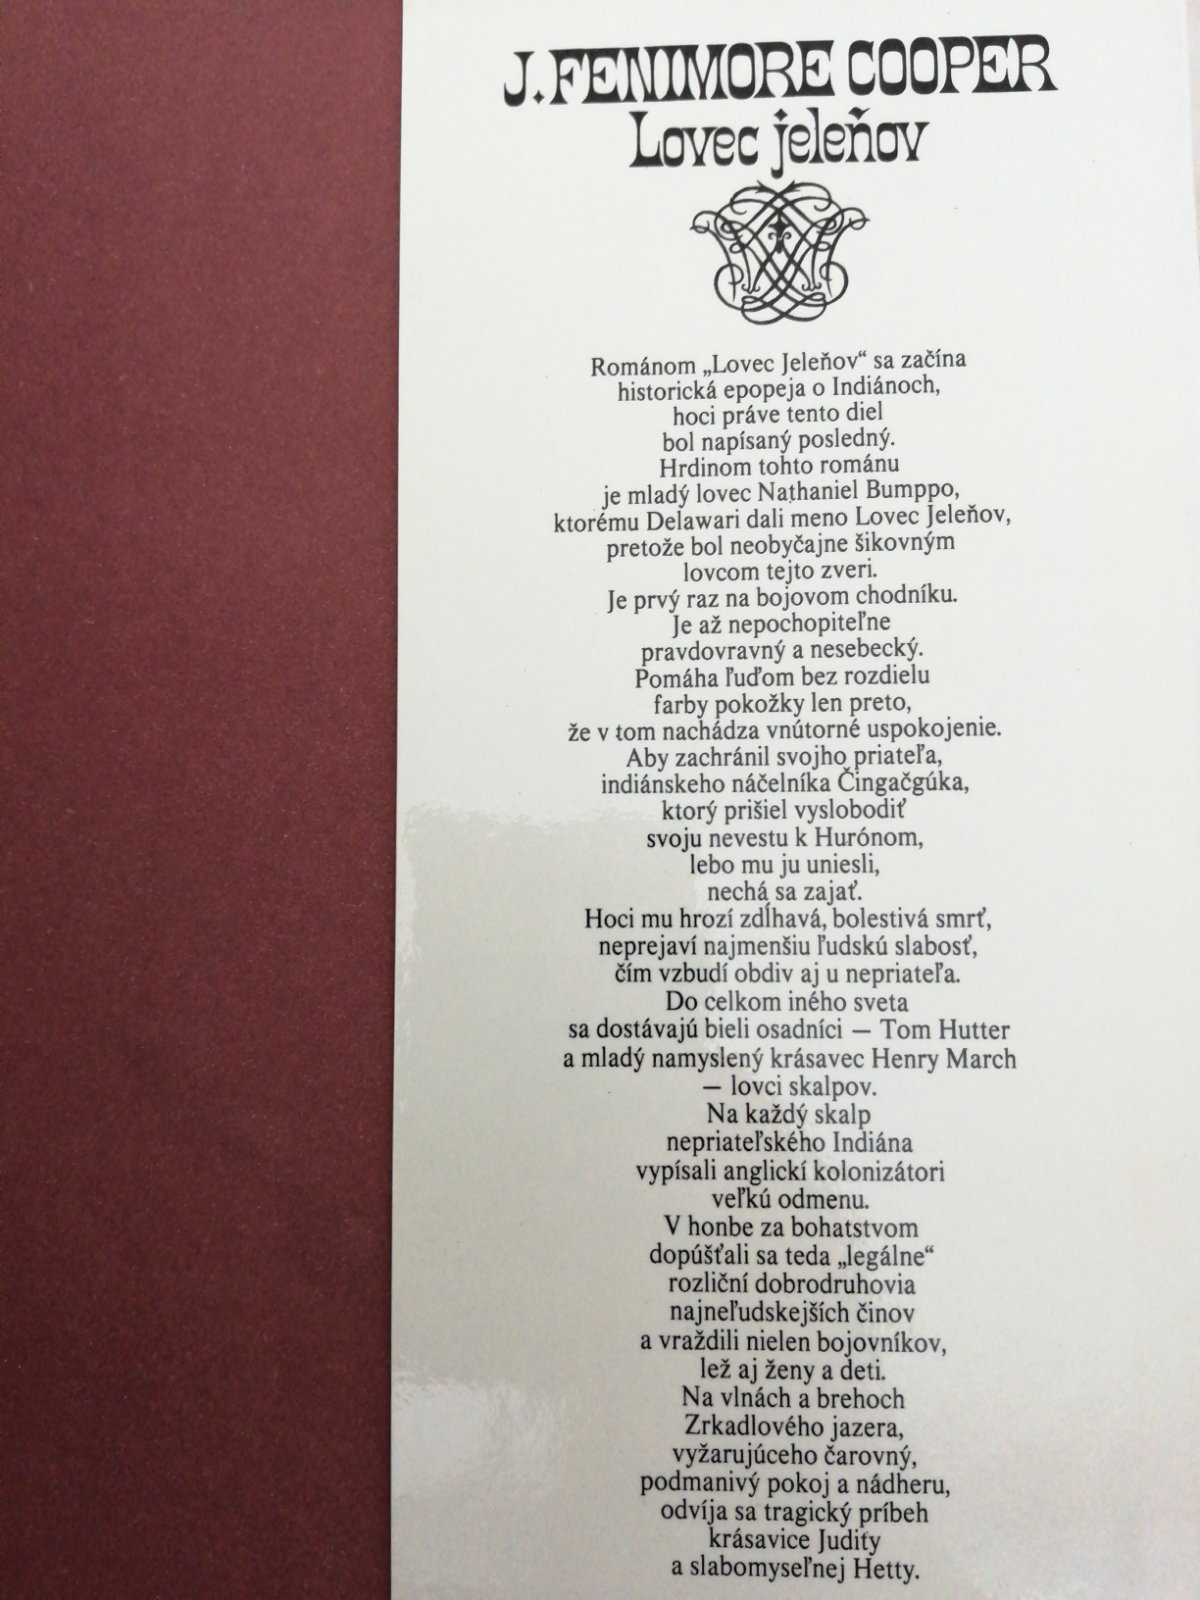 J. FENIMORE COOPER
Lovec jeleňov
Románom „Lovec Jeleňov“ sa začína
historická epopeja o Indiánoch,
hoci práve tento diel
bol napísaný posledný.
Hrdinom tohto románu
je mladý lovec Nathaniel Bumppo,
ktorému Delawari dali meno Lovec Jeleňov,
pretože bol neobyčajne šikovným
lovcom tejto zveri.
Je prvý raz na bojovom chodníku.
Je až nepochopiteľne
pravdovravný a nesebecký.
Pomáha ľuďom bez rozdielu
farby pokožky len preto,
že v tom nachádza vnútorné uspokojenie.
Aby zachránil svojho priateľa,
indiánskeho náčelníka Čingačgúka,
ktorý prišiel vyslobodiť
svoju nevestu k Hurónom,
lebo mu ju uniesli,
nechá sa zajať.
Hoci mu hrozí zdĺhavá, bolestivá smrť,
neprejaví najmenšiu ľudskú slabosť,
čím vzbudí obdiv aj u nepriateľa.
Do celkom iného sveta
sa dostávajú bieli osadníci — Tom Hutter
a mladý namyslený krásavec Henry March
— lovci skalpov.
Na každý skalp
nepriateľského Indiána
vypísali anglickí kolonizátori
veľkú odmenu.
V honbe za bohatstvom
dopúšťali sa teda „legálne“
rozliční dobrodruhovia
najneľudskejších činov
a vraždili nielen bojovníkov,
lež aj ženy a deti.
Na vlnách a brehoch
Zrkadlového jazera,
vyžarujúceho čarovný,
podmanivý pokoj a nádheru,
odvíja sa tragický príbeh
krásavice Judity
a slabomyseľnej Hetty.